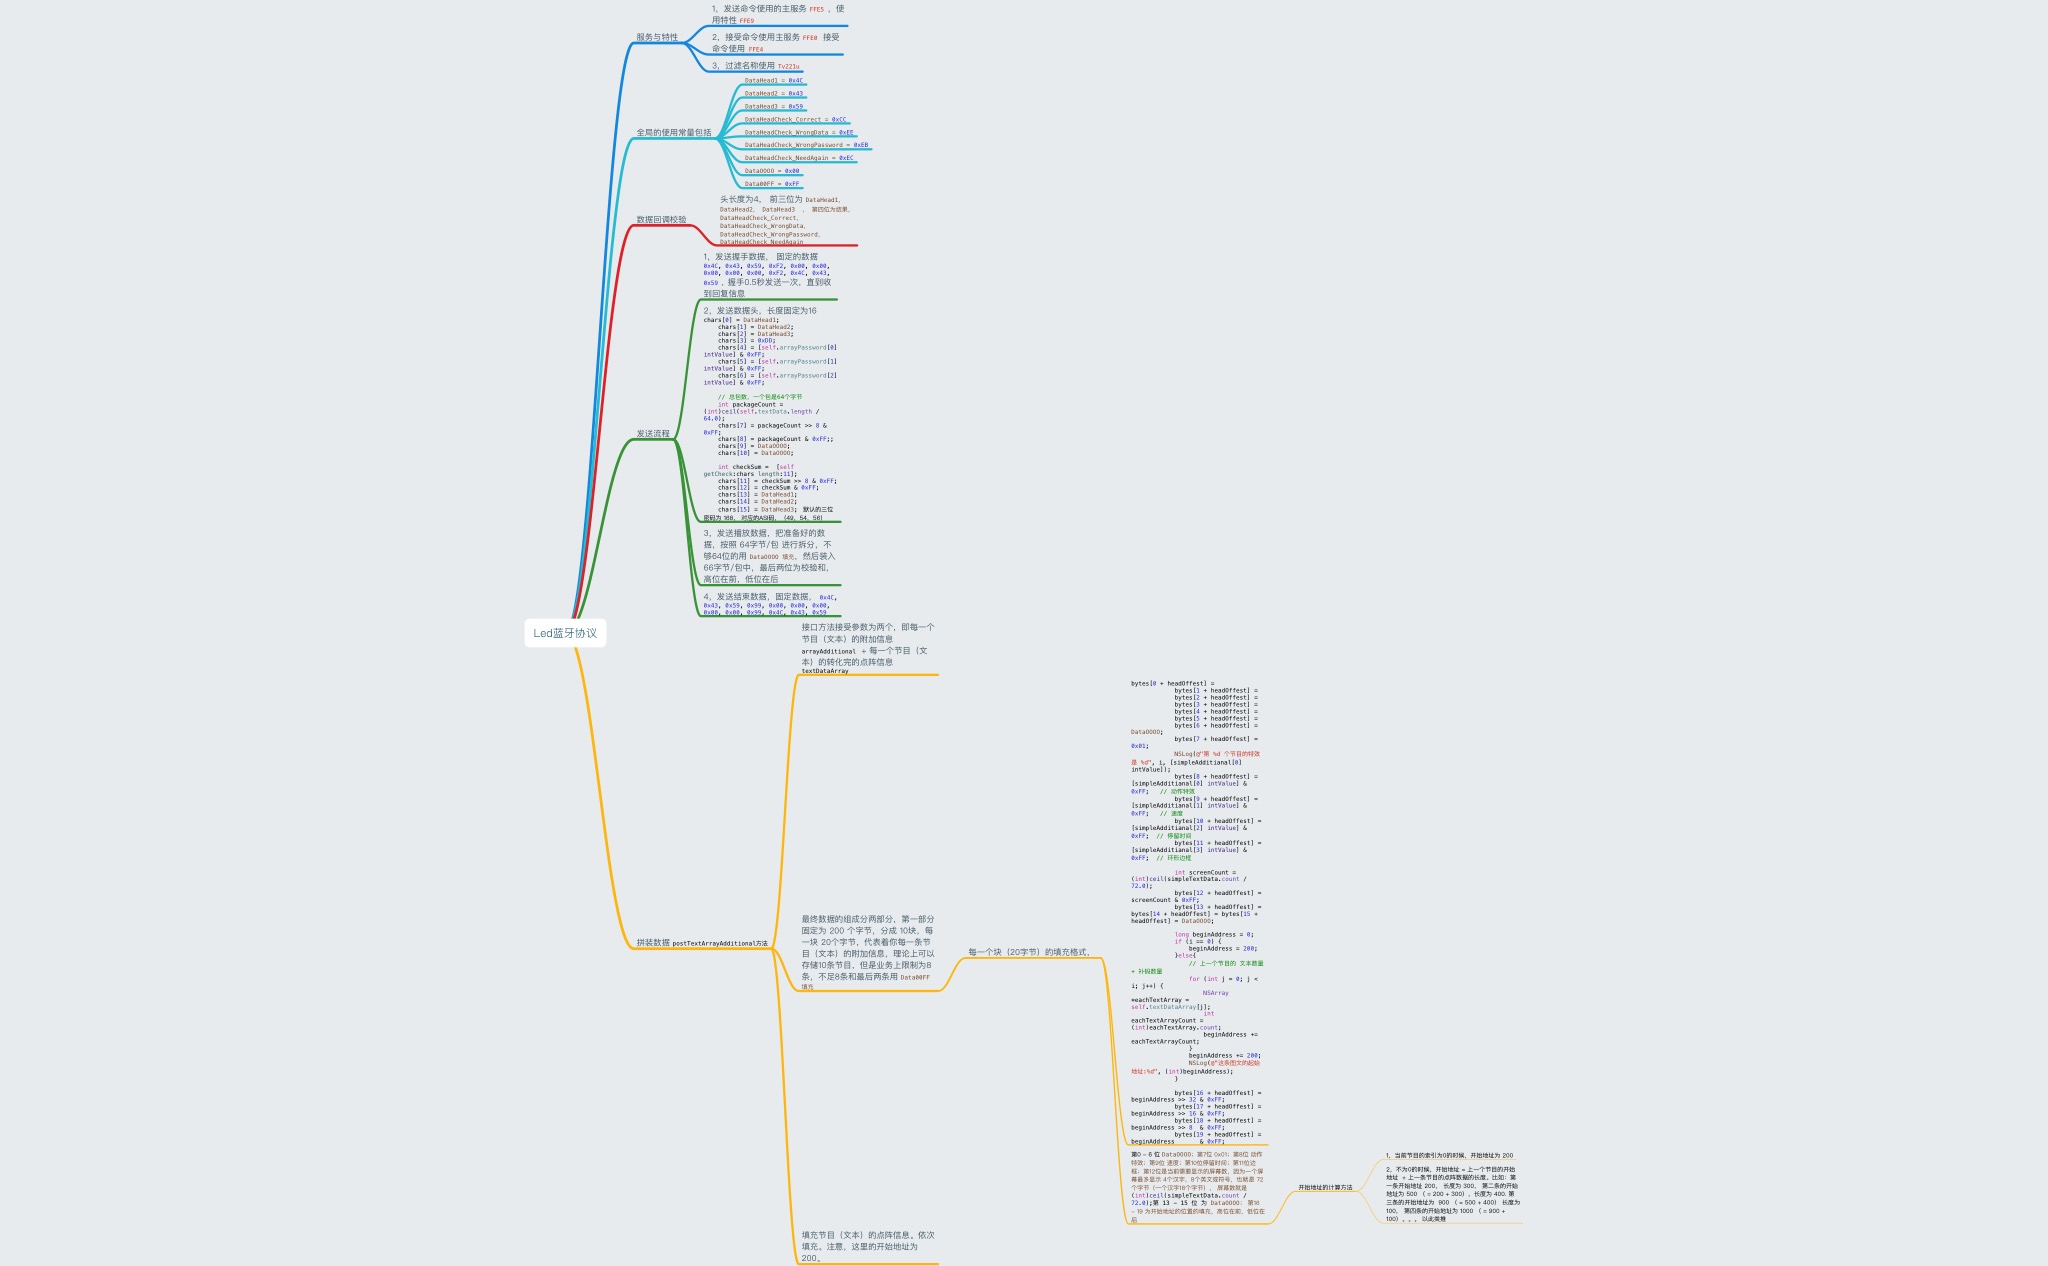 1、发送命令使用的主服务 FFE5 ，使
用特性 FFE9
2、接受命令使用主服务 FFE0 接受
命令使用 FFE4
3、过滤名称使用 Tv221u
服务与特性
DataHead1 = 0x4C
DataHead2 = 0x43
DataHead3 = 0x59
DataHeadCheck_Correct = 0xCC
DataHeadCheck_WrongData = 0xEE
DataHeadCheck_WrongPassword = 0xEB
DataHeadCheck_NeedAgain = 0xEC
DataOOOO = 0x00
Data00FF = 0xFF
全局的使用常量包括
头长度为4， 前三位为 DataHead1、
DataHead2、 DataHead3 ， 第四位为结果，
DataHeadCheck_Correct、
DataHeadCheck_WrongData、
DataHeadCheck_WrongPassword、
DataHeadCheck_NeedAgain
数据回调校验
1，发送握手数据， 固定的数据
0x4C, 0x43, 0x59, 0xF2, 0x00, 0x00,
0x00, 0x00, 0x00, 0xF2, 0x4C, 0x43,
0x59 ，握手0.5秒发送一次，直到收
到回复信息
2，发送数据头，长度固定为16
chars[0] = DataHead1;
chars[1] = DataHead2;
chars[2] = DataHead3;
chars[3] = 0xDD;
chars[4] = [self.arrayPassword[0]
intValue] & 0xFF;
chars[5] = [self.arrayPassword[1]
intValue] & 0xFF;
chars[6] = [self.arrayPassword[2]
intValue] & 0xFF;
// 总包数，一个包是64个字节
int packageCount =
(int)ceil(self.textData.length /
64.0);
chars[7] = packageCount >> 8 &
0xFF;
chars[8] = packageCount & 0xFF;;
chars[9] = DataOOOO;
chars[10] = DataOOOO;
int checkSum = [self
getCheck:chars length:11];
chars[11] = checkSum >> 8 & 0xFF;
chars[12] = checkSum & 0xFF;
chars[13] = DataHead1;
chars[14] = DataHead2;
chars[15] = DataHead3; 默认的三位
密码为 168， 对应的ASI码，（49，54，56）
发送流程
3，发送播放数据，把准备好的数
据，按照 64字节/包 进行拆分，不
够64位的用 DataOOOO 填充，然后装入
66字节/包中，最后两位为校验和，
高位在前，低位在后
4，发送结束数据，固定数据， 0x4C,
0x43, 0x59, 0x99, 0x00, 0x00, 0x00,
0x00, 0x00, 0x99, 0x4C, 0x43, 0x59
Led蓝牙协议
接口方法接受参数为两个，即每一个
节目（文本）的附加信息
arrayAdditional + 每一个节目（文
本）的转化完的点阵信息
textDataArray
拼装数据 postTextArrayAdditional方法
最终数据的组成分两部分，第一部分
固定为 200 个字节，分成 10块，每
一块 20个字节，代表着你每一条节
目（文本）的附加信息，理论上可以
存储10条节目，但是业务上限制为8
条，不足8条和最后两条用 Data00FF
填充
每一个块（20字节）的填充格式，
bytes[0 + headOffest] =
bytes[1 + headOffest] =
bytes[2 + headOffest] =
bytes[3 + headOffest] =
bytes[4 + headOffest] =
bytes[5 + headOffest] =
bytes[6 + headOffest] =
DataOOOO;
bytes[7 + headOffest] =
0x01;
NSLog(@"第 %d 个节目的特效
是 %d", i, [simpleAdditianal[0]
intValue]);
bytes[8 + headOffest] =
[simpleAdditianal[0] intValue] &
0xFF; // 动作特效
bytes[9 + headOffest] =
[simpleAdditianal[1] intValue] &
0xFF; // 速度
bytes[10 + headOffest] =
[simpleAdditianal[2] intValue] &
0xFF; // 停留时间
bytes[11 + headOffest] =
[simpleAdditianal[3] intValue] &
0xFF; // 环形边框
int screenCount =
(int)ceil(simpleTextData.count /
72.0);
bytes[12 + headOffest] =
screenCount & 0xFF;
bytes[13 + headOffest] =
bytes[14 + headOffest] = bytes[15 +
headOffest] = DataOOOO;
long beginAddress = 0;
if (i == 0) {
beginAddress = 200;
}else{
// 上一个节目的 文本数量
+ 补极数量
for (int j = 0; j <
i; j++) {
NSArray
*eachTextArray =
self.textDataArray[j];
int
eachTextArrayCount =
(int)eachTextArray.count;
beginAddress +=
eachTextArrayCount;
}
beginAddress += 200;
NSLog(@"这条图文的起始
地址:%d", (int)beginAddress);
}
bytes[16 + headOffest] =
beginAddress >> 32 & 0xFF;
bytes[17 + headOffest] =
beginAddress >> 16 & 0xFF;
bytes[18 + headOffest] =
beginAddress >> 8 & 0xFF;
bytes[19 + headOffest] =
beginAddress & 0xFF;
第0 ~ 6 位 DataOOOO；第7位 0x01；第8位 动作
特效；第9位 速度；第10位停留时间；第11位边
框；第12位是当前需要显示的屏幕数，因为一个屏
幕最多显示 4个汉字，8个英文或符号，也就是 72
个字节（一个汉字18个字节），屏幕数就是
(int)ceil(simpleTextData.count /
72.0);第 13 – 15 位 为 DataOOOO； 第16
– 19 为开始地址的位置的填充，高位在前，低位在
后
开始地址的计算方法
1，当前节目的索引为0的时候，开始地址为 200
2，不为0的时候，开始地址 = 上一个节目的开始
地址 + 上一条节目的点阵数据的长度。比如：第
一条开始地址 200， 长度为 300， 第二条的开始
地址为 500 （ = 200 + 300），长度为 400. 第
三条的开始地址为 900 （ = 500 + 400） 长度为
100， 第四条的开始地址为 1000 （ = 900 +
100）。。。 以此类推
填充节目（文本）的点阵信息。依次
填充。注意，这里的开始地址为
200。